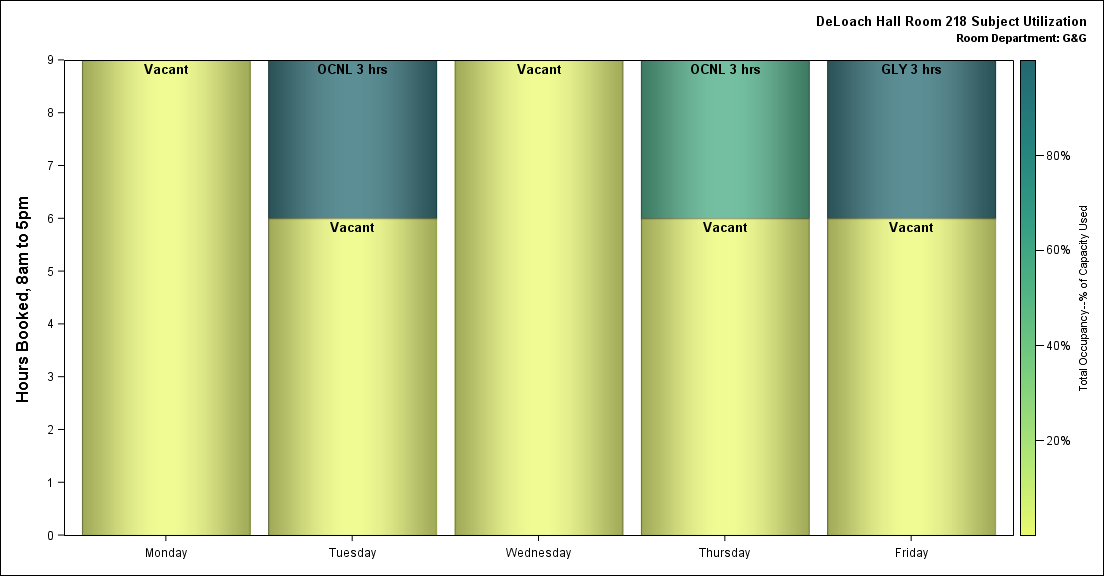 DeLoach Hall Room 218 Subject Utilization
Room Department: G&G
Hours Booked, 8am to 5pm
9
8
7
6
5
4
3
2
1
0
Vacant
OCNL 3 hrs
Vacant
OCNL 3 hrs
GLY 3 hrs
Vacant
Vacant
Vacant
Monday
Tuesday
Wednesday
Thursday
Friday
80%
60%
40%
20%
Total Occupancy--% of Capacity Used